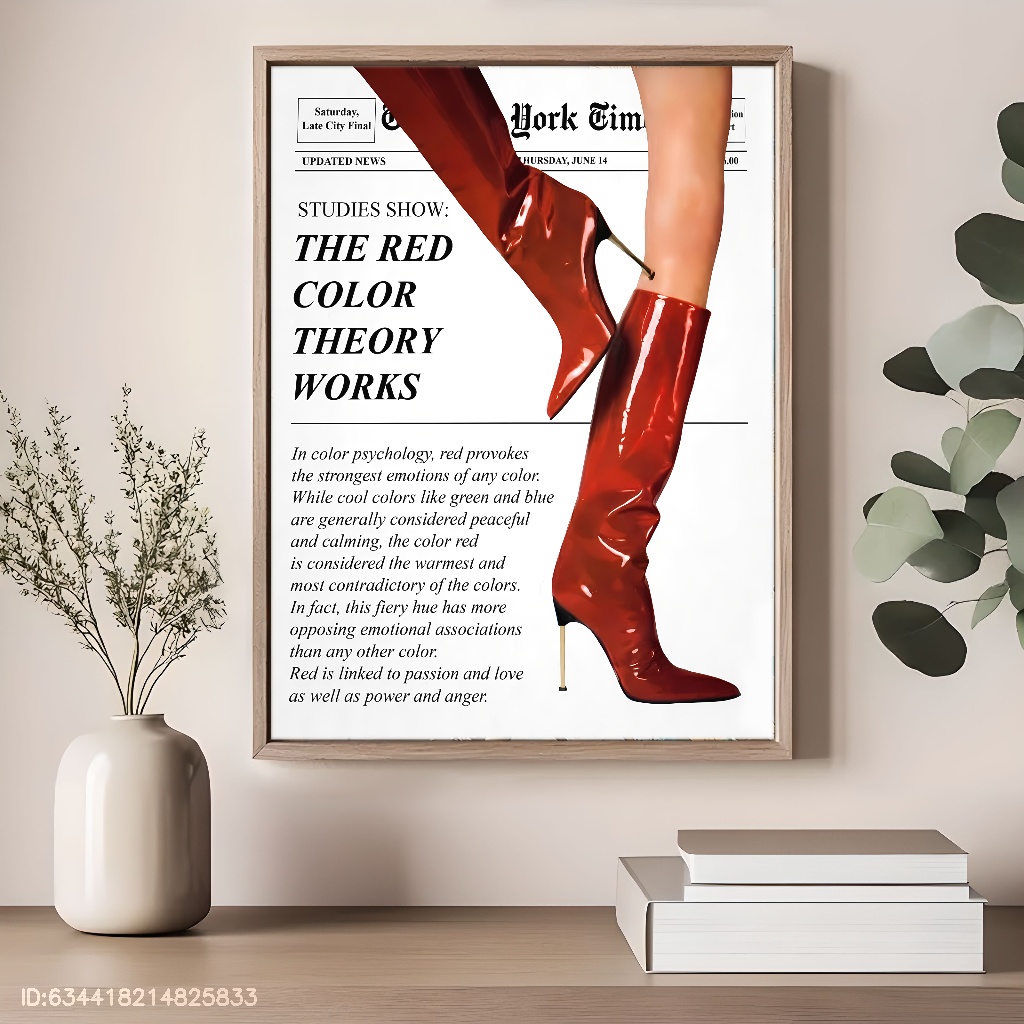 Saturday,
Late City Final
York Tim
UPDATED NEWS
HURSDAY, JUNE 14
.00
STUDIES SHOW:
THE RED
COLOR
THEORY
WORKS
In color psychology, red provokes
the strongest emotions of any color.
While cool colors like green and blue
are generally considered peaceful
and calming, the color red
is considered the warmest and
most contradictory of the colors.
In fact, this fiery hue has more
opposing emotional associations
than any other color.
Red is linked to passion and love
as well as power and anger.
ID:634418214825833